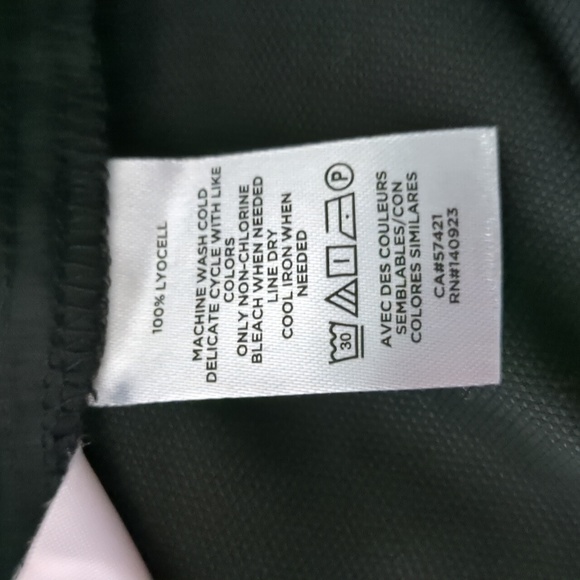 100% LYOCELL
MACHINE WASH COLD
DELICATE CYCLE WITH LIKE
COLORS
ONLY NON-CHLORINE
BLEACH WHEN NEEDED
LINE DRY
COOL IRON WHEN
NEEDED
30 P
AVEC DES COULEURS
SEMBLABLES/CON
COLORES SIMILARES
CA#57421
RN#140923